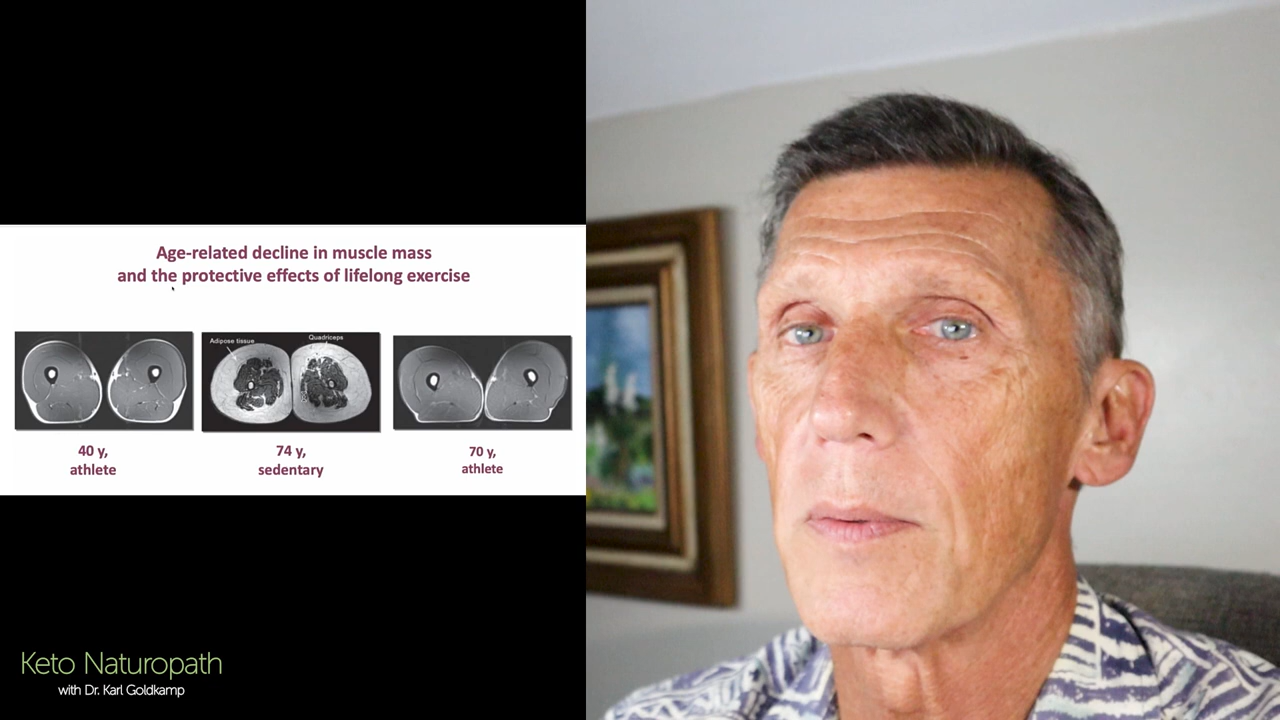 Age-related decline in muscle mass
and the protective effects of lifelong exercise
Adipose tissue
Quadriceps
40 y,
athlete
74 y,
sedentary
70 y,
athlete
Keto Naturopath
with Dr. Karl Goldkamp